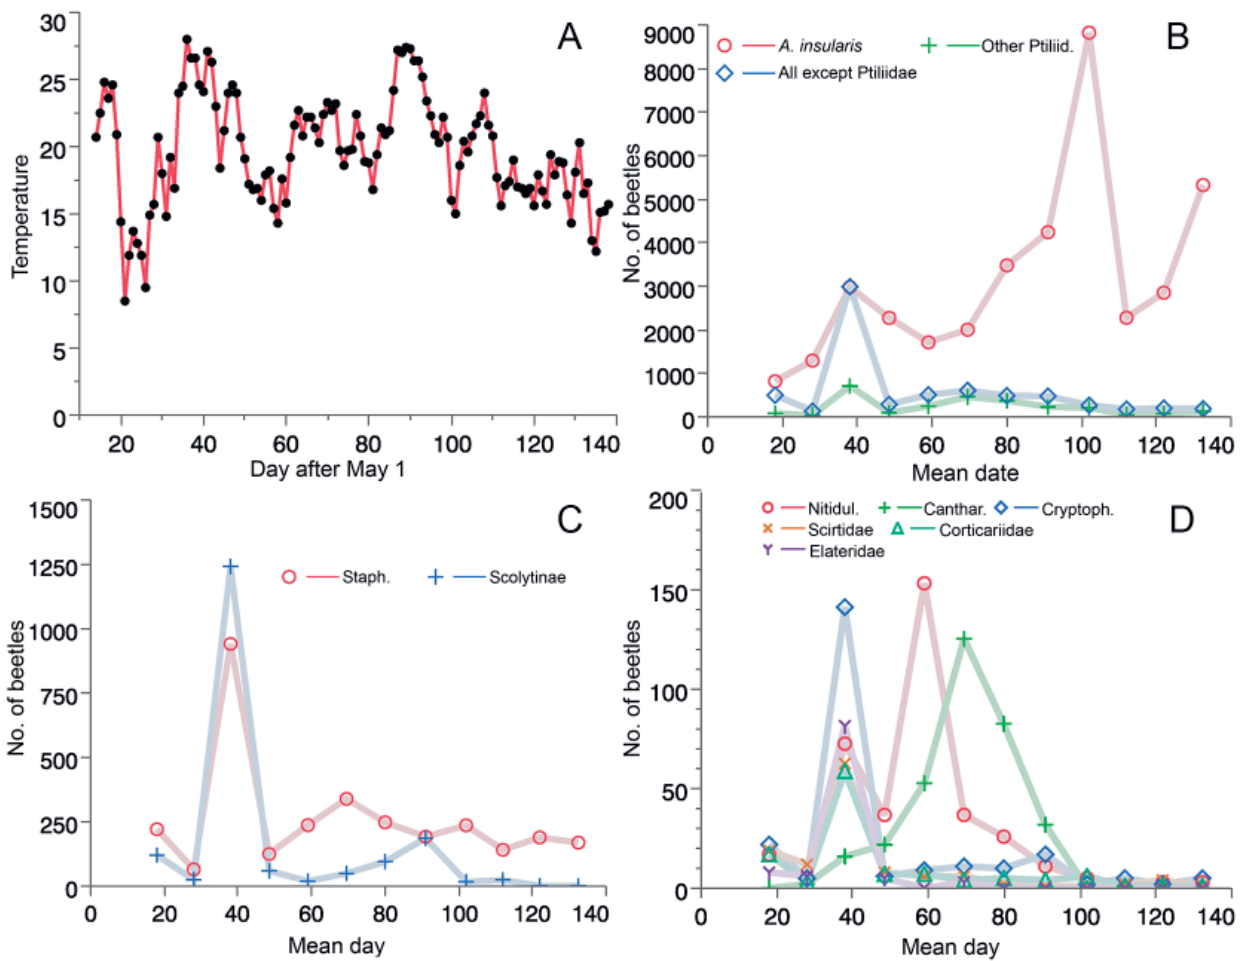 A
30
25
20
15
10
5
0
Temperature
20 40 60 80 100 120 140
Day after May 1
B
A. insularis Other Ptiliid.
All except Ptiliidae
9000
8000
7000
6000
5000
4000
3000
2000
1000
0
No. of beetles
0 20 40 60 80 100 120 140
Mean date
C
Staph. Scolytinae
1500
1250
1000
750
500
250
0
No. of beetles
0 20 40 60 80 100 120 140
Mean day
D
Nitidul. Canthar. Cryptoph.
Scirtidae Corticariidae
Elateridae
200
150
100
50
0
No. of beetles
0 20 40 60 80 100 120 140
Mean day